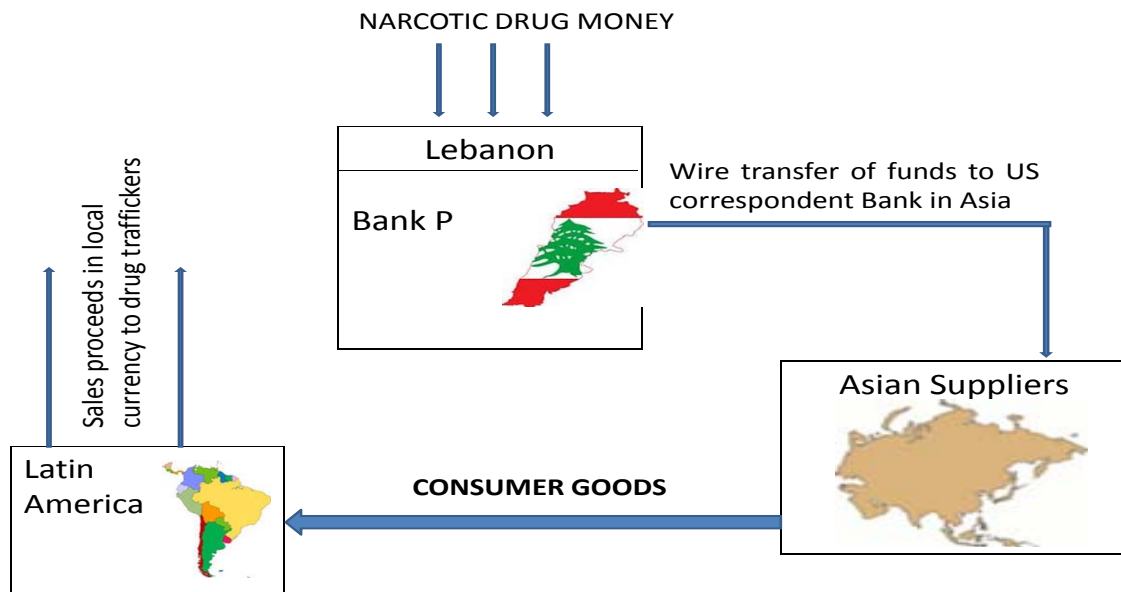 NARCOTIC DRUG MONEY
Lebanon
Bank P
Wire transfer of funds to US
correspondent Bank in Asia
Sales proceeds in local
currency to drug traffickers
Asian Suppliers
Latin
America
CONSUMER GOODS